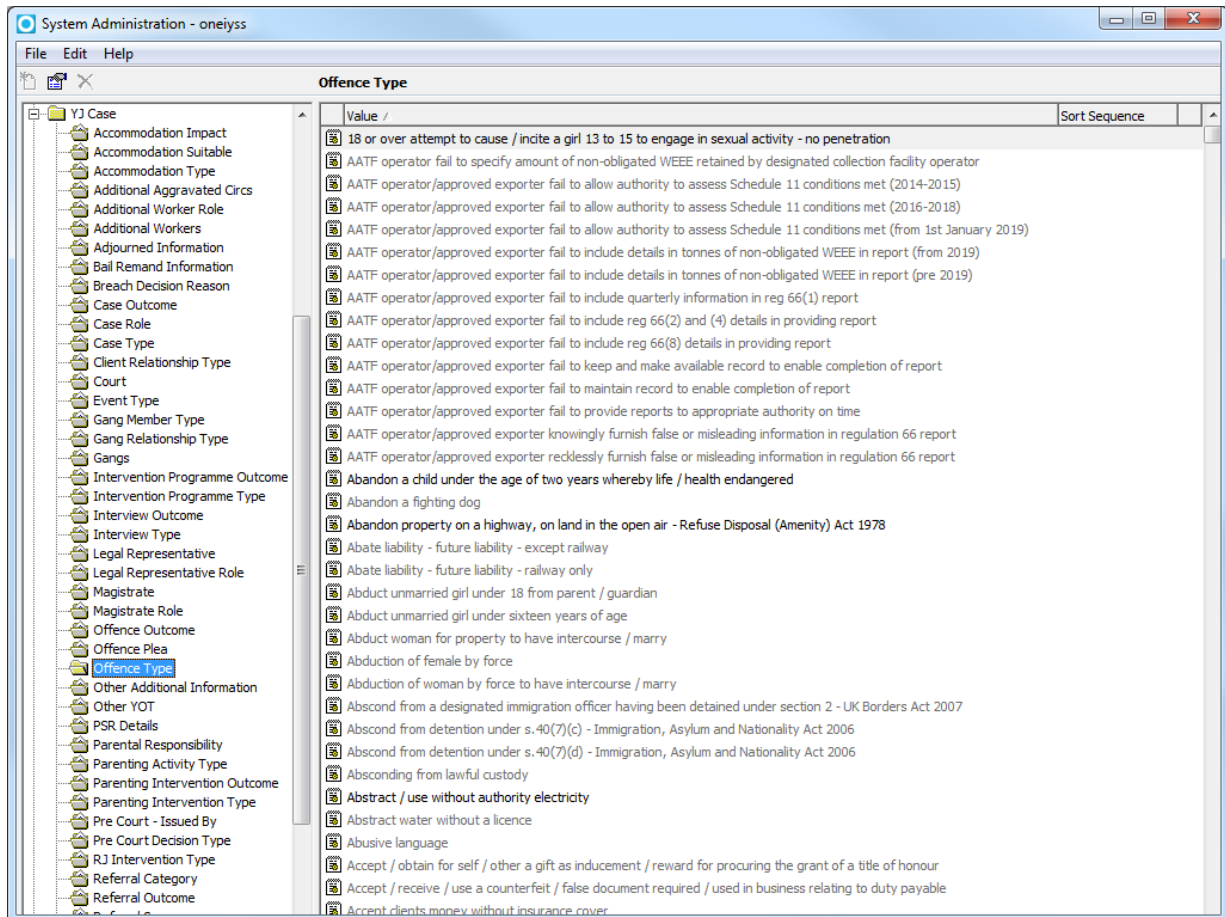 System Administration - oneiyss
File Edit Help
Offence Type
YJ Case
Accommodation Impact
Accommodation Suitable
Accommodation Type
Additional Aggravated Circs
Additional Worker Role
Additional Workers
Adjourned Information
Bail Remand Information
Breach Decision Reason
Case Outcome
Case Role
Case Type
Client Relationship Type
Court
Event Type
Gang Member Type
Gang Relationship Type
Gangs
Intervention Programme Outcome
Intervention Programme Type
Interview Outcome
Interview Type
Legal Representative
Legal Representative Role
Magistrate
Magistrate Role
Offence Outcome
Offence Plea
Offence Type
Other Additional Information
Other YOT
PSR Details
Parental Responsibility
Parenting Activity Type
Parenting Intervention Outcome
Parenting Intervention Type
Pre Court - Issued By
Pre Court Decision Type
RJ Intervention Type
Referral Category
Referral Outcome
Value Sort Sequence
18 or over attempt to cause / incite a girl 13 to 15 to engage in sexual activity - no penetration
AATF operator fail to specify amount of non-obligated WEEE retained by designated collection facility operator
AATF operator/approved exporter fail to allow authority to assess Schedule 11 conditions met (2014-2015)
AATF operator/approved exporter fail to allow authority to assess Schedule 11 conditions met (2016-2018)
AATF operator/approved exporter fail to allow authority to assess Schedule 11 conditions met (from 1st January 2019)
AATF operator/approved exporter fail to include details in tonnes of non-obligated WEEE in report (from 2019)
AATF operator/approved exporter fail to include details in tonnes of non-obligated WEEE in report (pre 2019)
AATF operator/approved exporter fail to include quarterly information in reg 66(1) report
AATF operator/approved exporter fail to include reg 66(2) and (4) details in providing report
AATF operator/approved exporter fail to include reg 66(8) details in providing report
AATF operator/approved exporter fail to keep and make available record to enable completion of report
AATF operator/approved exporter fail to maintain record to enable completion of report
AATF operator/approved exporter fail to provide reports to appropriate authority on time
AATF operator/approved exporter knowingly furnish false or misleading information in regulation 66 report
AATF operator/approved exporter recklessly furnish false or misleading information in regulation 66 report
Abandon a child under the age of two years whereby life / health endangered
Abandon a fighting dog
Abandon property on a highway, on land in the open air - Refuse Disposal (Amenity) Act 1978
Abate liability - future liability - except railway
Abate liability - future liability - railway only
Abduct unmarried girl under 18 from parent / guardian
Abduct unmarried girl under sixteen years of age
Abduct woman for property to have intercourse / marry
Abduction of female by force
Abduction of woman by force to have intercourse / marry
Abscond from a designated immigration officer having been detained under section 2 - UK Borders Act 2007
Abscond from detention under s.40(7)(c) - Immigration, Asylum and Nationality Act 2006
Abscond from detention under s.40(7)(d) - Immigration, Asylum and Nationality Act 2006
Absconding from lawful custody
Abstract / use without authority electricity
Abstract water without a licence
Abusive language
Accept / obtain for self / other a gift as inducement / reward for procuring the grant of a title of honour
Accept / receive / use a counterfeit / false document required / used in business relating to duty payable
Accept clients money without insurance cover